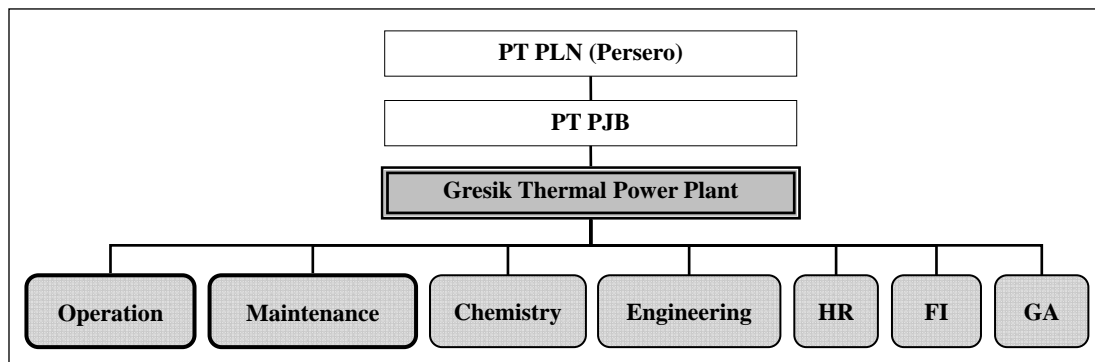 PT PLN (Persero)
PT PJB
Gresik Thermal Power Plant
Operation
Maintenance
Chemistry
Engineering
HR
FI
GA